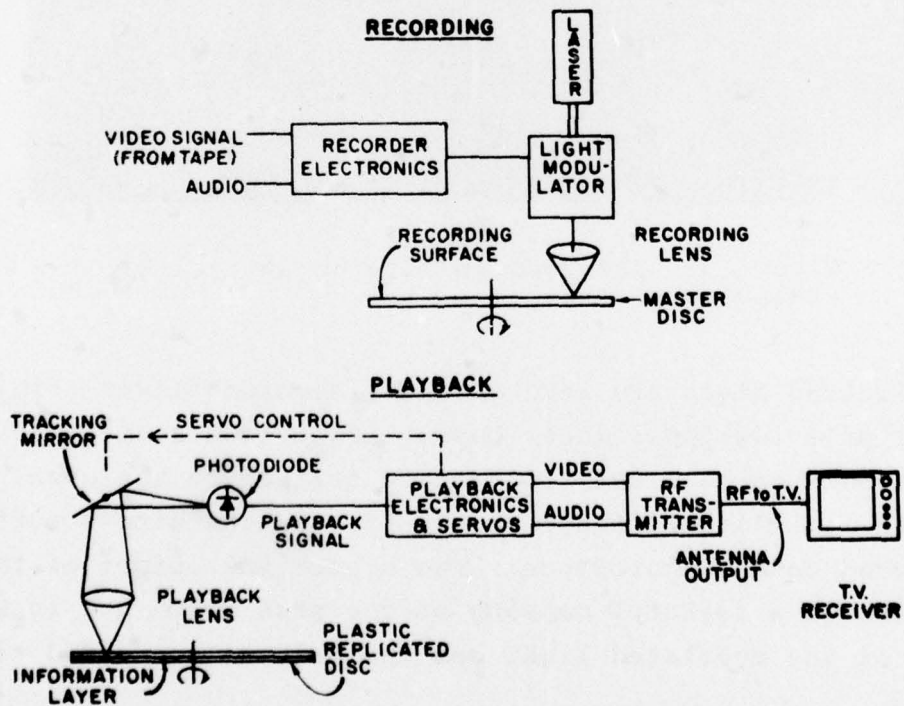 RECORDING
LASER
VIDEO SIGNAL
(FROM TAPE)
AUDIO
RECORDER
ELECTRONICS
LIGHT
MODU-
LATOR
RECORDING
SURFACE
RECORDING
LENS
MASTER
DISC
PLAYBACK
TRACKING
MIRROR
SERVO CONTROL
PHOTODIODE
PLAYBACK
SIGNAL
PLAYBACK
ELECTRONICS
& SERVOS
VIDEO
AUDIO
RF
TRANS-
MITTER
RF to T.V.
ANTENNA
OUTPUT
T.V.
RECEIVER
PLAYBACK
LENS
PLASTIC
REPLICATED
DISC
INFORMATION
LAYER